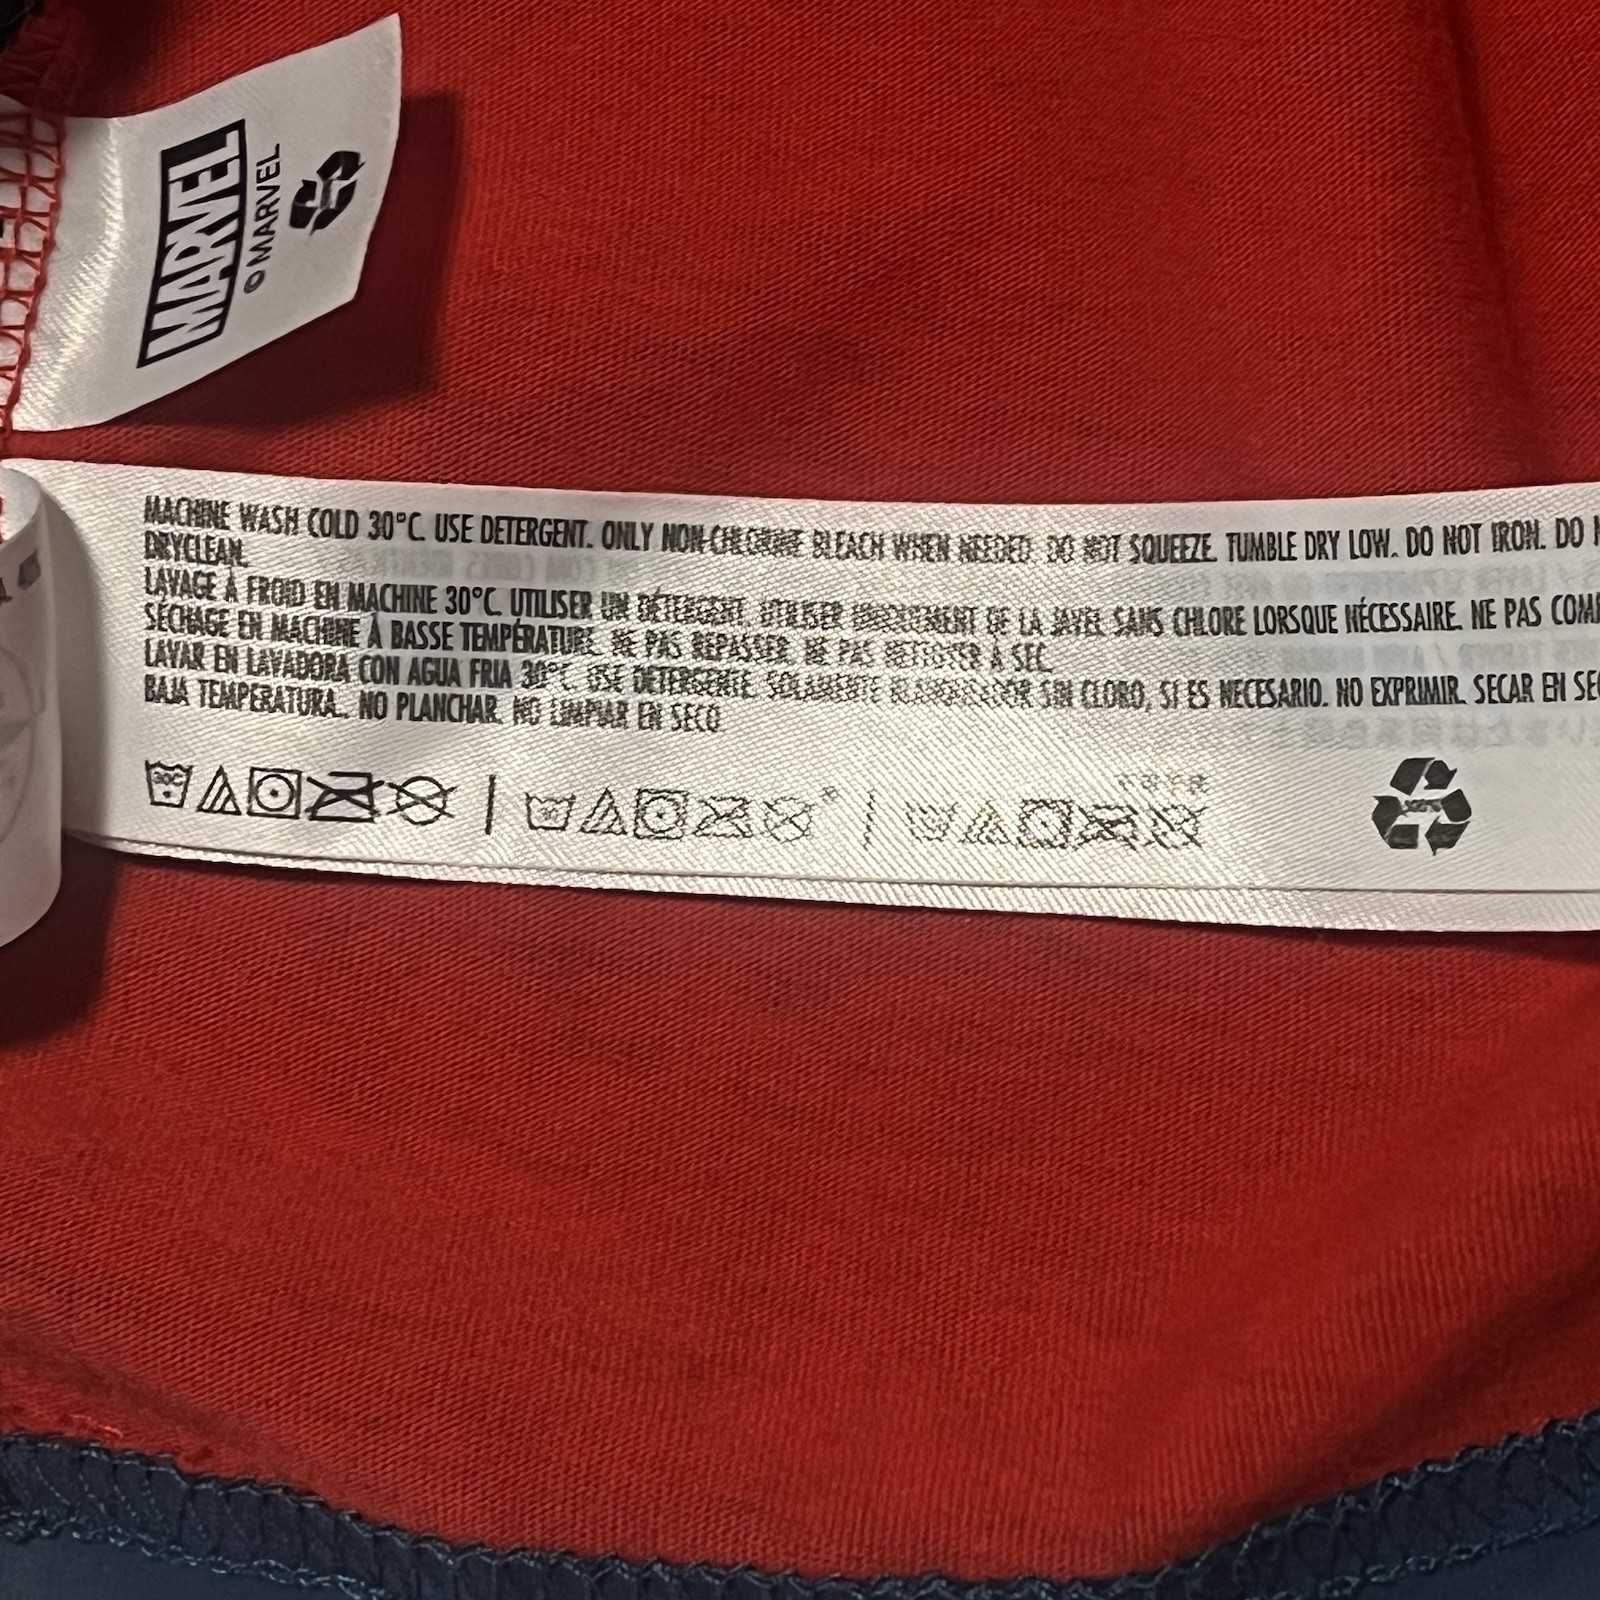 MARVEL
© MARVEL
MACHINE WASH COLD 30°C. USE DETERGENT. ONLY NON-CHLORINE BLEACH WHEN NEEDED. DO NOT SQUEEZE. TUMBLE DRY LOW. DO NOT IRON. DO
DRYCLEAN.
LAVAGE À FROID EN MACHINE 30°C. UTILISER UN DÉTERGENT. UTILISER UNIQUEMENT DE LA JAVEL SANS CHLORE LORSQUE NÉCESSAIRE. NE PAS
SÉCHAGE EN MACHINE À BASSE TEMPÉRATURE. NE PAS REPASSER. NE PAS NETTOYER À SEC.
LAVAR EN LAVADORA CON AGUA FRIA 30°C. USE DETERGENTE. SOLAMENTE BLANQUEADOR SIN CLORO, SI ES NECESARIO. NO EXPRIMIR. SECAR EN
BAJA TEMPERATURA.. NO PLANCHAR. NO LIMPIAR EN SECO.
30C